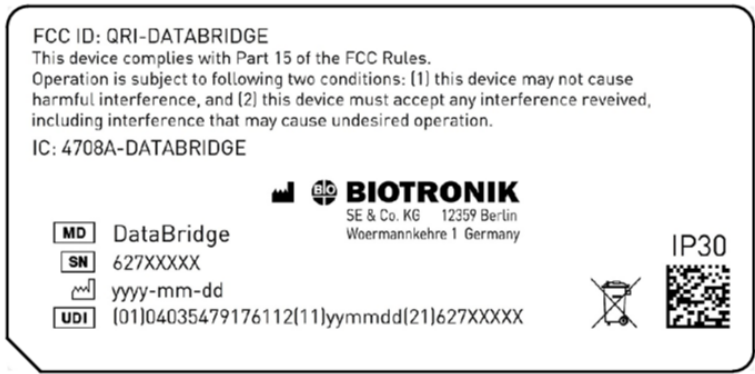 FCC ID: QRI-DATABRIDGE
This device complies with Part 15 of the FCC Rules.
Operation is subject to following two conditions: (1) this device may not cause
harmful interference, and (2) this device must accept any interference reveived,
including interference that may cause undesired operation.
IC: 4708A-DATABRIDGE
BIO BIOTRONIK
SE & Co. KG 12359 Berlin
Woermannkehre 1 Germany
MD DataBridge
SN 627XXXXX
yyyy-mm-dd
UDI (01)04035479176112(11)yymmdd(21)627XXXXX
IP30